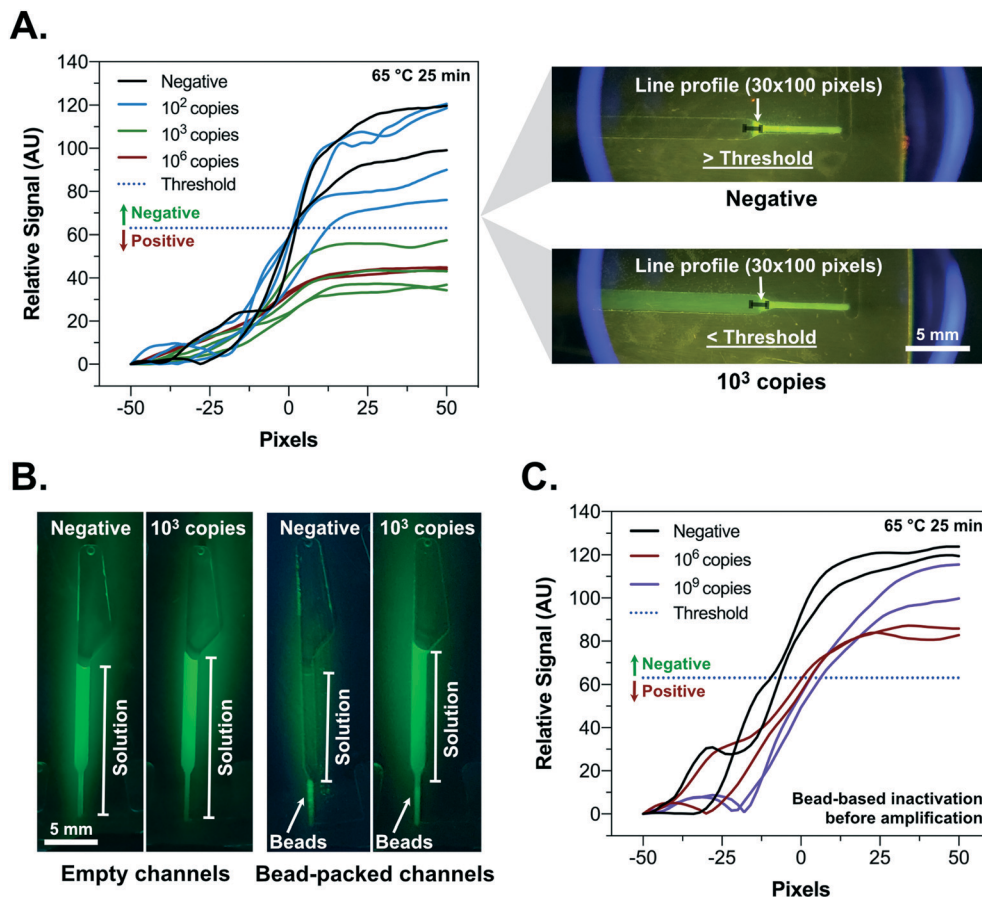 A.
140
120
100
80
60
40
20
0
Relative Signal (AU)
-50
-25
0
25
50
Pixels
65 °C 25 min
Negative
10² copies
10³ copies
10⁶ copies
Threshold
Negative
Positive
Line profile (30x100 pixels)
> Threshold
Negative
Line profile (30x100 pixels)
< Threshold
5 mm
10³ copies
B.
Negative
10³ copies
Negative
10³ copies
Solution
Solution
Solution
Solution
5 mm
Beads
Beads
Empty channels
Bead-packed channels
C.
140
120
100
80
60
40
20
0
Relative Signal (AU)
-50
-25
0
25
50
Pixels
65 °C 25 min
Negative
10⁶ copies
10⁹ copies
Threshold
Negative
Positive
Bead-based inactivation
before amplification